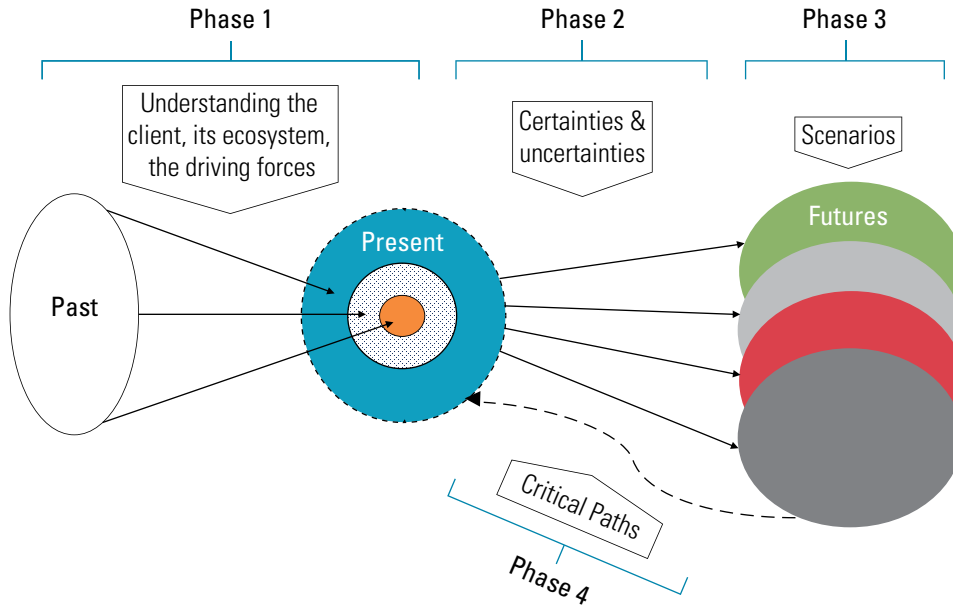 Phase 1
Phase 2
Phase 3
Understanding the
client, its ecosystem,
the driving forces
Certainties &
uncertainties
Scenarios
Past
Present
Futures
Critical Paths
Phase 4